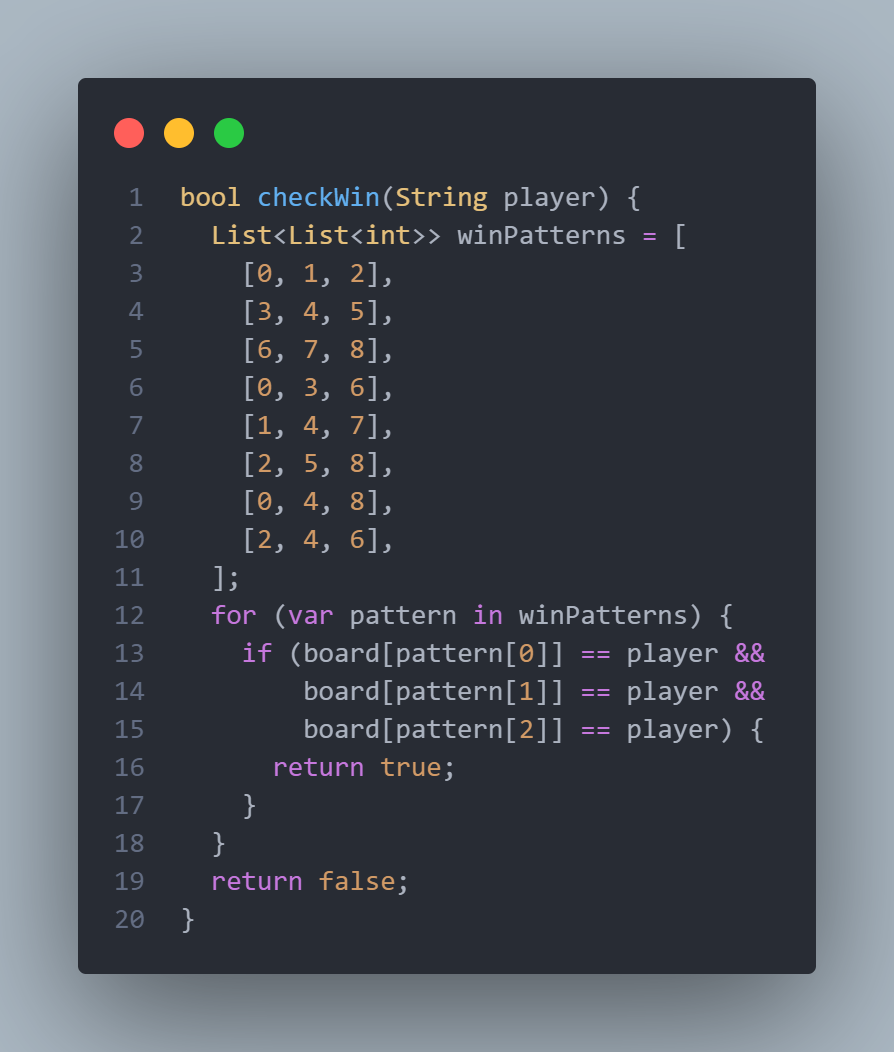 1 bool checkWin(String player) {
2   List<List<int>> winPatterns = [
3     [0, 1, 2],
4     [3, 4, 5],
5     [6, 7, 8],
6     [0, 3, 6],
7     [1, 4, 7],
8     [2, 5, 8],
9     [0, 4, 8],
10     [2, 4, 6],
11   ];
12   for (var pattern in winPatterns) {
13     if (board[pattern[0]] == player &&
14         board[pattern[1]] == player &&
15         board[pattern[2]] == player) {
16       return true;
17     }
18   }
19   return false;
20 }